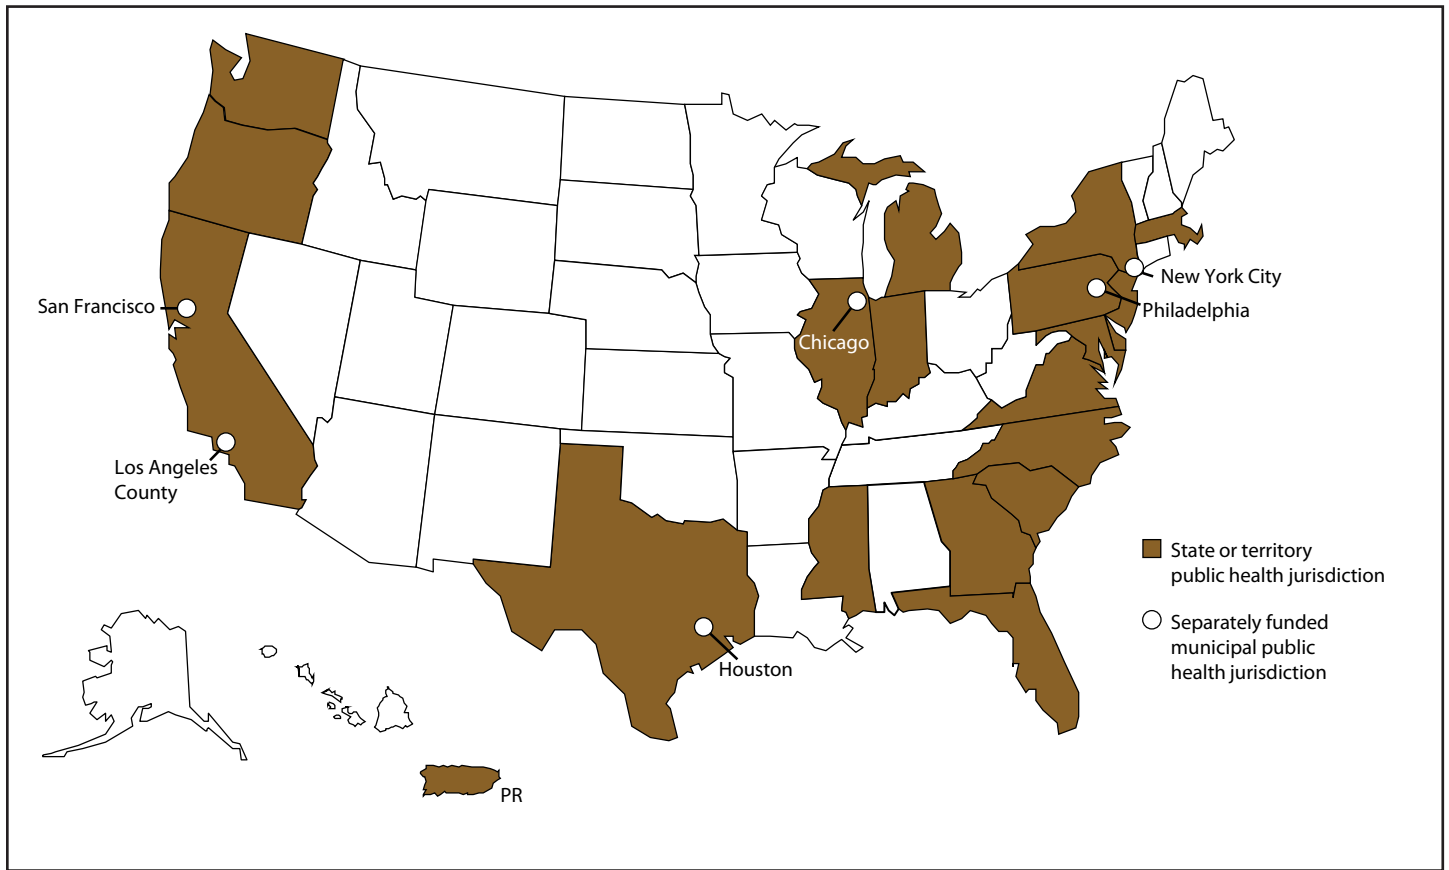 San Francisco
Los Angeles
County
Chicago
New York City
Philadelphia
Houston
PR
State or territory
public health jurisdiction
Separately funded
municipal public
health jurisdiction